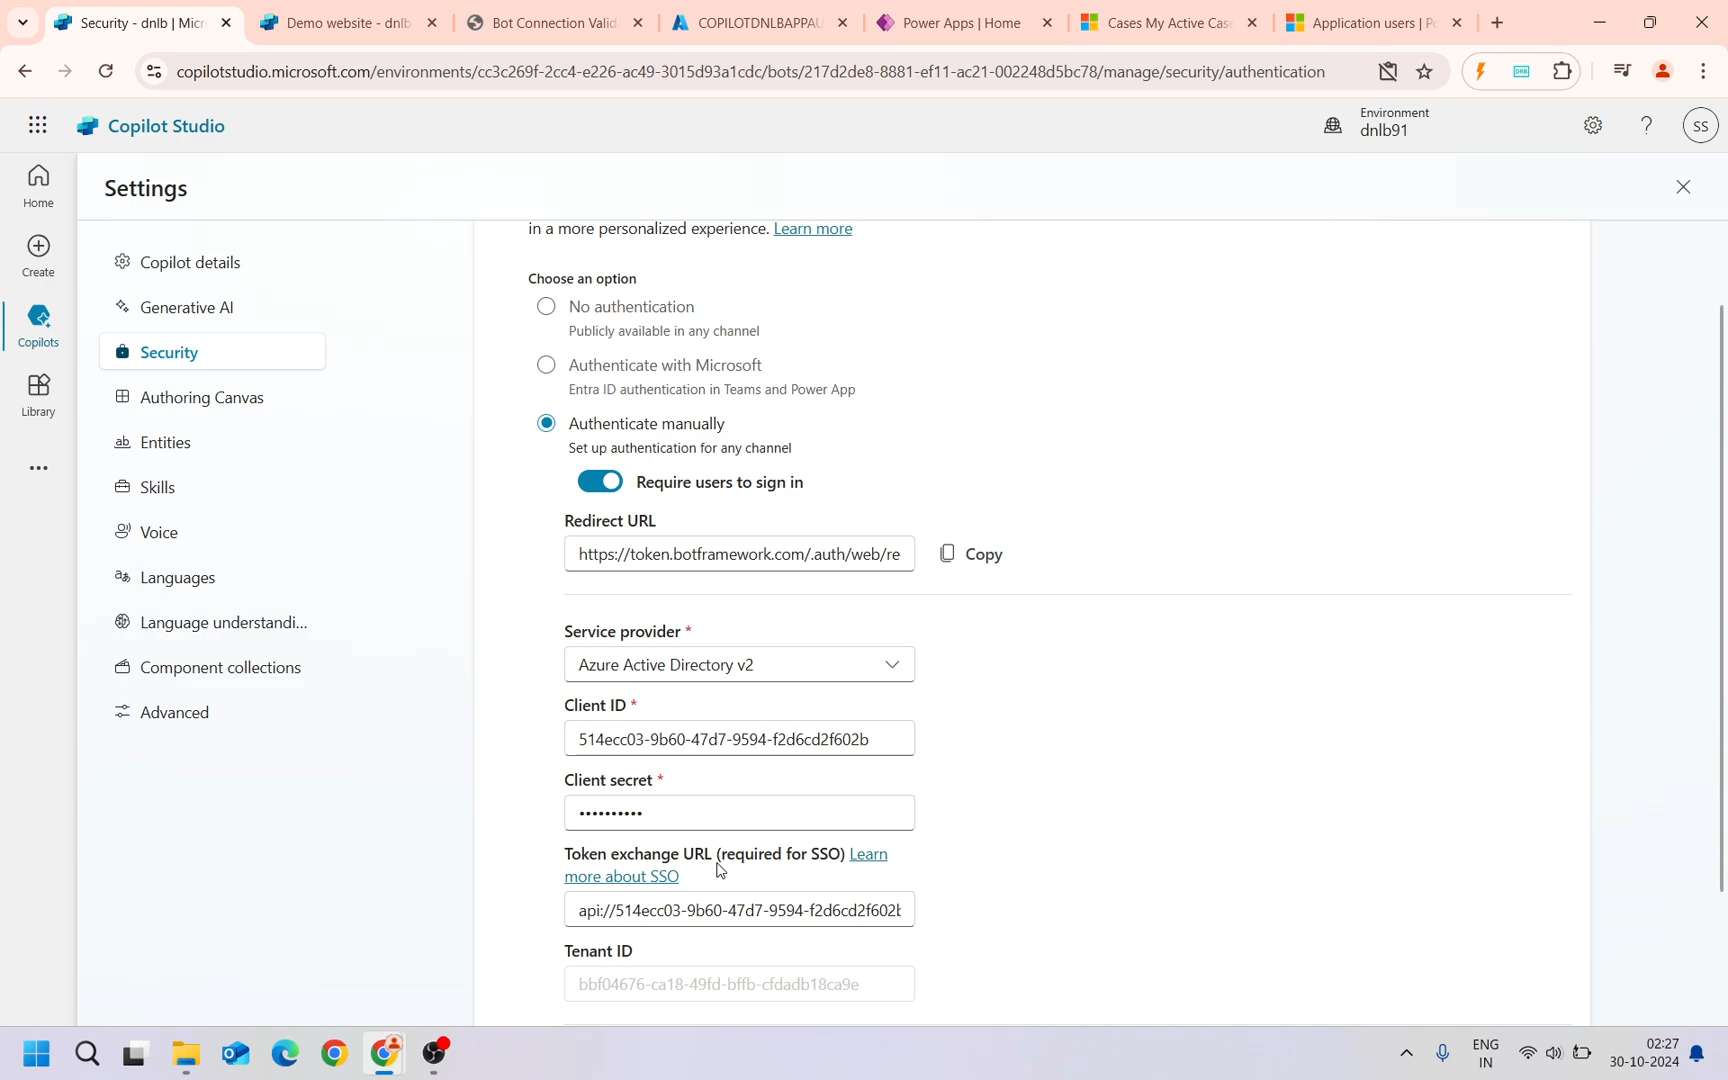 Security - dnlb | Micr
Demo website - dnlb
Bot Connection Valid
COPILOTDNLBAPPAU
Power Apps | Home
Cases My Active Cas
Application users | Po
copilotstudio.microsoft.com/environments/cc3c269f-2cc4-e226-ac49-3015d93a1cdc/bots/217d2de8-8881-ef11-ac21-002248d5bc78/manage/security/authentication
Copilot Studio
Environment
dnlb91
SS
Home
Create
Copilots
Library
Settings
Copilot details
Generative AI
Security
Authoring Canvas
Entities
Skills
Voice
Languages
Language understandi...
Component collections
Advanced
in a more personalized experience. Learn more
Choose an option
No authentication
Publicly available in any channel
Authenticate with Microsoft
Entra ID authentication in Teams and Power App
Authenticate manually
Set up authentication for any channel
Require users to sign in
Redirect URL
https://token.botframework.com/.auth/web/re
Copy
Service provider *
Azure Active Directory v2
Client ID *
514ecc03-9b60-47d7-9594-f2d6cd2f602b
Client secret *
••••••••••
Token exchange URL (required for SSO) Learn
more about SSO
api://514ecc03-9b60-47d7-9594-f2d6cd2f602b
Tenant ID
bbf04676-ca18-49fd-bffb-cfdadb18ca9e
ENG
IN
02:27
30-10-2024